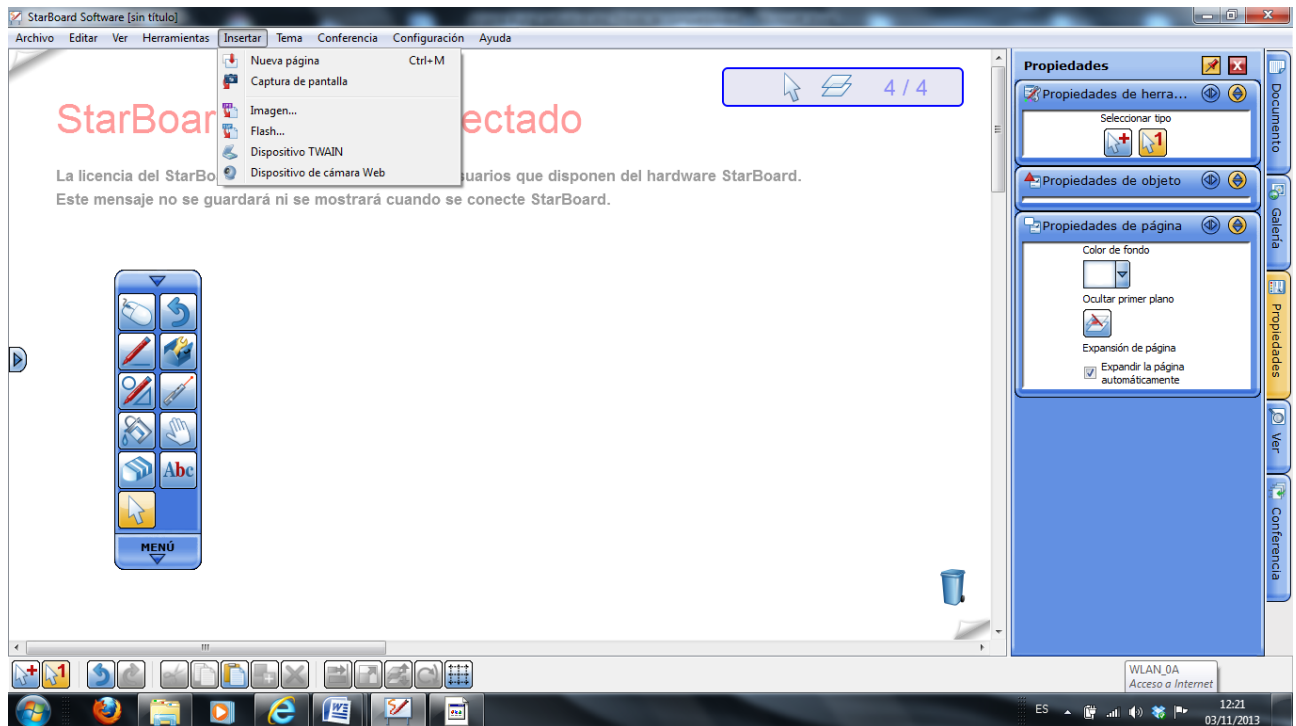 StarBoard Software [sin título]
Archivo Editar Ver Herramientas Insertar Tema Conferencia Configuración Ayuda
Nueva página Ctrl+M
Captura de pantalla
Imagen...
Flash...
Dispositivo TWAIN
Dispositivo de cámara Web
4 / 4
StarBoar ectado
La licencia del StarBo suarios que disponen del hardware StarBoard.
Este mensaje no se guardará ni se mostrará cuando se conecte StarBoard.
Abc
MENÚ
Propiedades
Propiedades de herra...
Seleccionar tipo
1
Propiedades de objeto
Propiedades de página
Color de fondo
Ocultar primer plano
Expansión de página
Expandir la página
automáticamente
Documento
Galería
Propiedades
Ver
Conferencia
1
WLAN_0A
Acceso a Internet
ES
12:21
03/11/2013